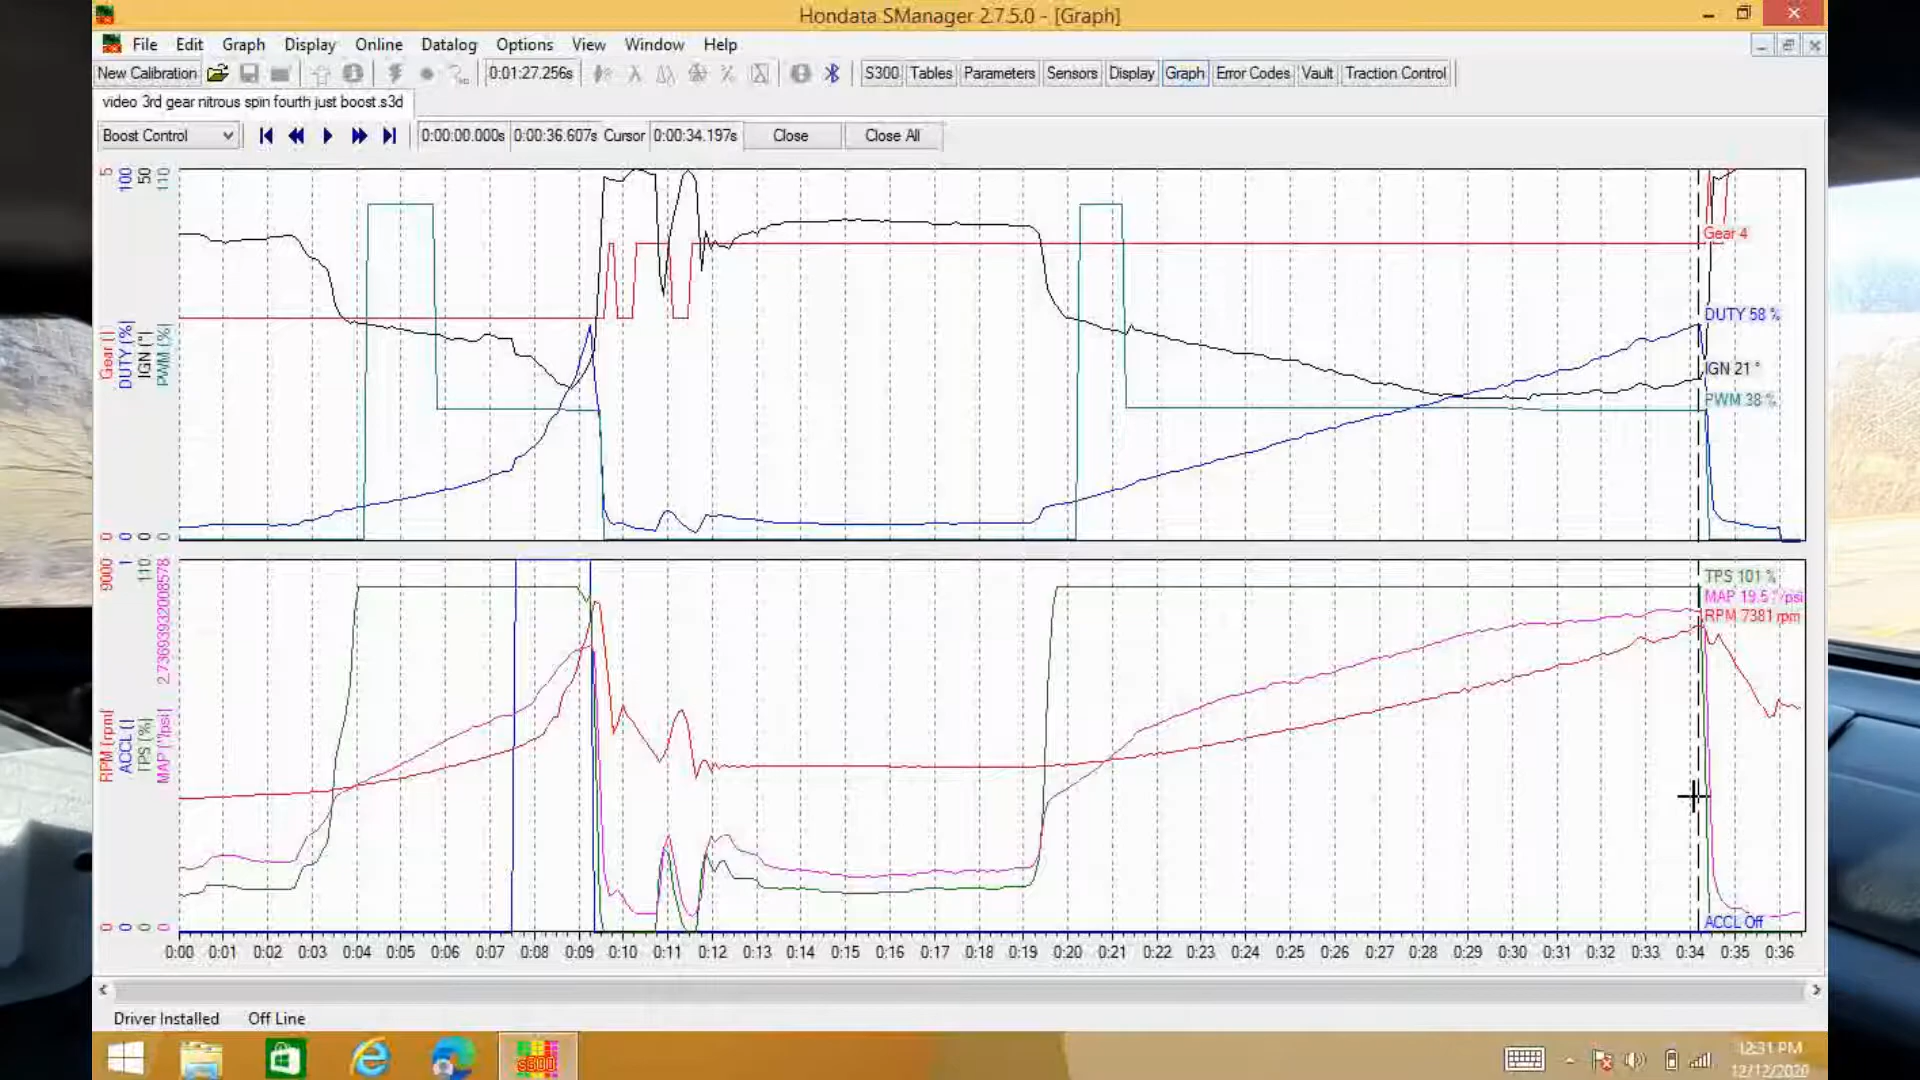 Hondata SManager 2.7.5.0 - [Graph]
File Edit Graph Display Online Datalog Options View Window Help
New Calibration 0:01:27.256s S300 Tables Parameters Sensors Display Graph Error Codes Vault Traction Control
video 3rd gear nitrous spin fourth just boost.s3d
Boost Control 0:00:00.000s 0:00:36.607s Cursor 0:00:34.197s Close Close All
5 100 50 110
Gear 4
DUTY 58 %
IGN 21 °
PWM 38 %
Gear [] DUTY [%] IGN [°] PWM [%]
0 0 0 0
9000 1 110 2.73693932008578
TPS 101 %
MAP 19.5 "/psi
RPM 7381 rpm
RPM [rpm] ACCL [] TPS [%] MAP ["/psi]
ACCL Off
0 0 0 0
0:00 0:01 0:02 0:03 0:04 0:05 0:06 0:07 0:08 0:09 0:10 0:11 0:12 0:13 0:14 0:15 0:16 0:17 0:18 0:19 0:20 0:21 0:22 0:23 0:24 0:25 0:26 0:27 0:28 0:29 0:30 0:31 0:32 0:33 0:34 0:35 0:36
Driver Installed Off Line
s300
12:31 PM
12/12/2020